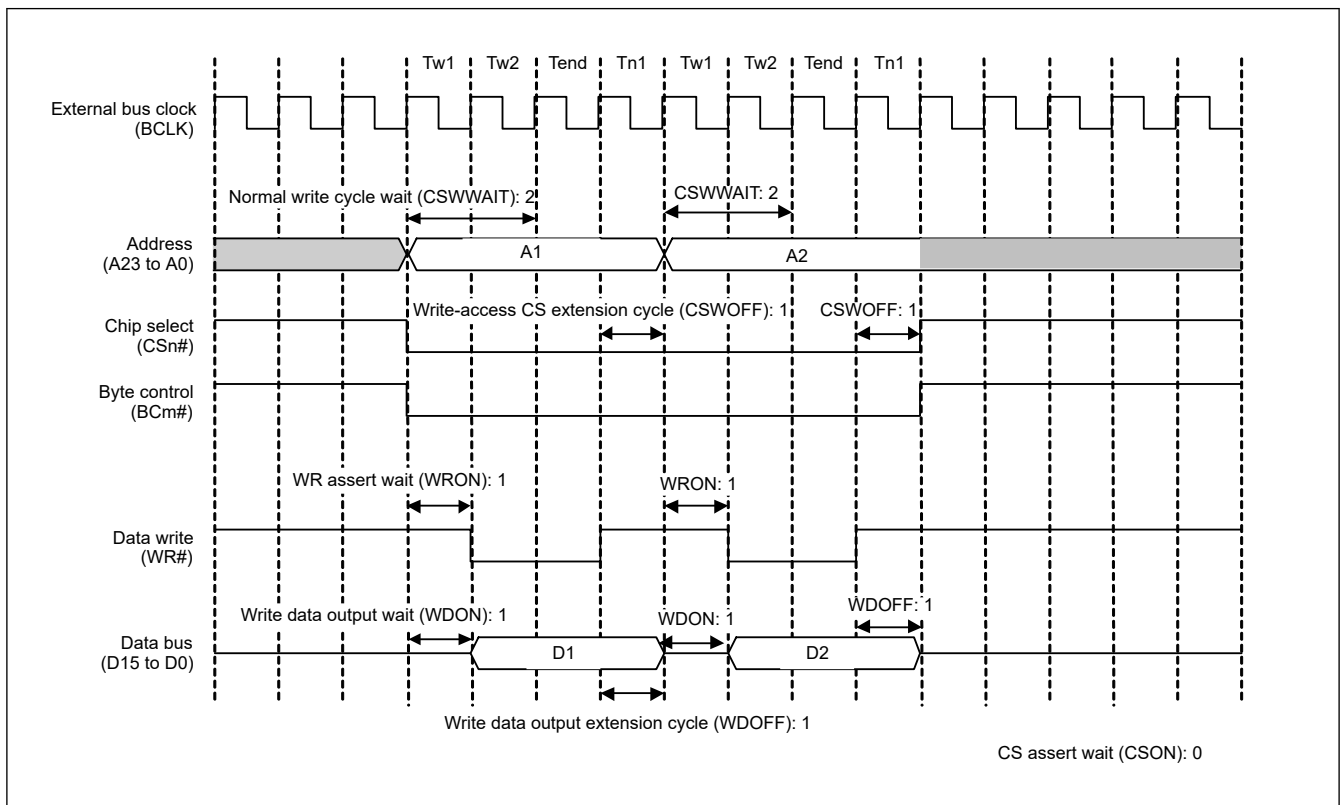 Tw1 Tw2 Tend Tn1 Tw1 Tw2 Tend Tn1
External bus clock
(BCLK)
Normal write cycle wait (CSWWAIT): 2
CSWWAIT: 2
Address
(A23 to A0)
A1
A2
Write-access CS extension cycle (CSWOFF): 1
CSWOFF: 1
Chip select
(CSn#)
Byte control
(BCm#)
WR assert wait (WRON): 1
WRON: 1
Data write
(WR#)
Write data output wait (WDON): 1
WDON: 1
WDOFF: 1
Data bus
(D15 to D0)
D1
D2
Write data output extension cycle (WDOFF): 1
CS assert wait (CSON): 0